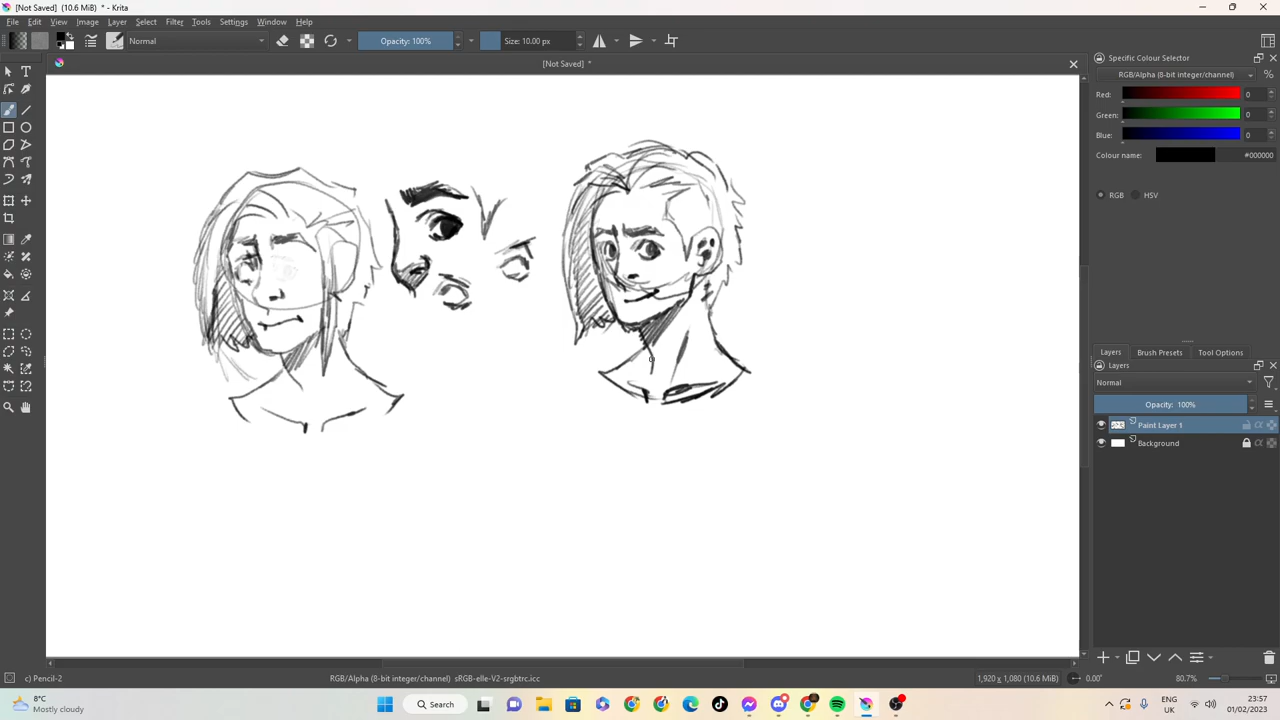 [Not Saved] (10.6 MiB) * - Krita
File Edit View Image Layer Select Filter Tools Settings Window Help
Normal
Opacity: 100%
Size: 10.00 px
[Not Saved] *
Specific Colour Selector
RGB/Alpha (8-bit integer/channel)
%
Red: 0
Green: 0
Blue: 0
Colour name: #000000
RGB HSV
Layers Brush Presets Tool Options
Layers
Normal
Opacity: 100%
Paint Layer 1
Background
c) Pencil-2
RGB/Alpha (8-bit integer/channel) sRGB-elle-V2-srgbtrc.icc
1,920 x 1,080 (10.6 MiB)
0.00°
80.7%
8°C
Mostly cloudy
Search
ENG
UK
23:57
01/02/2023